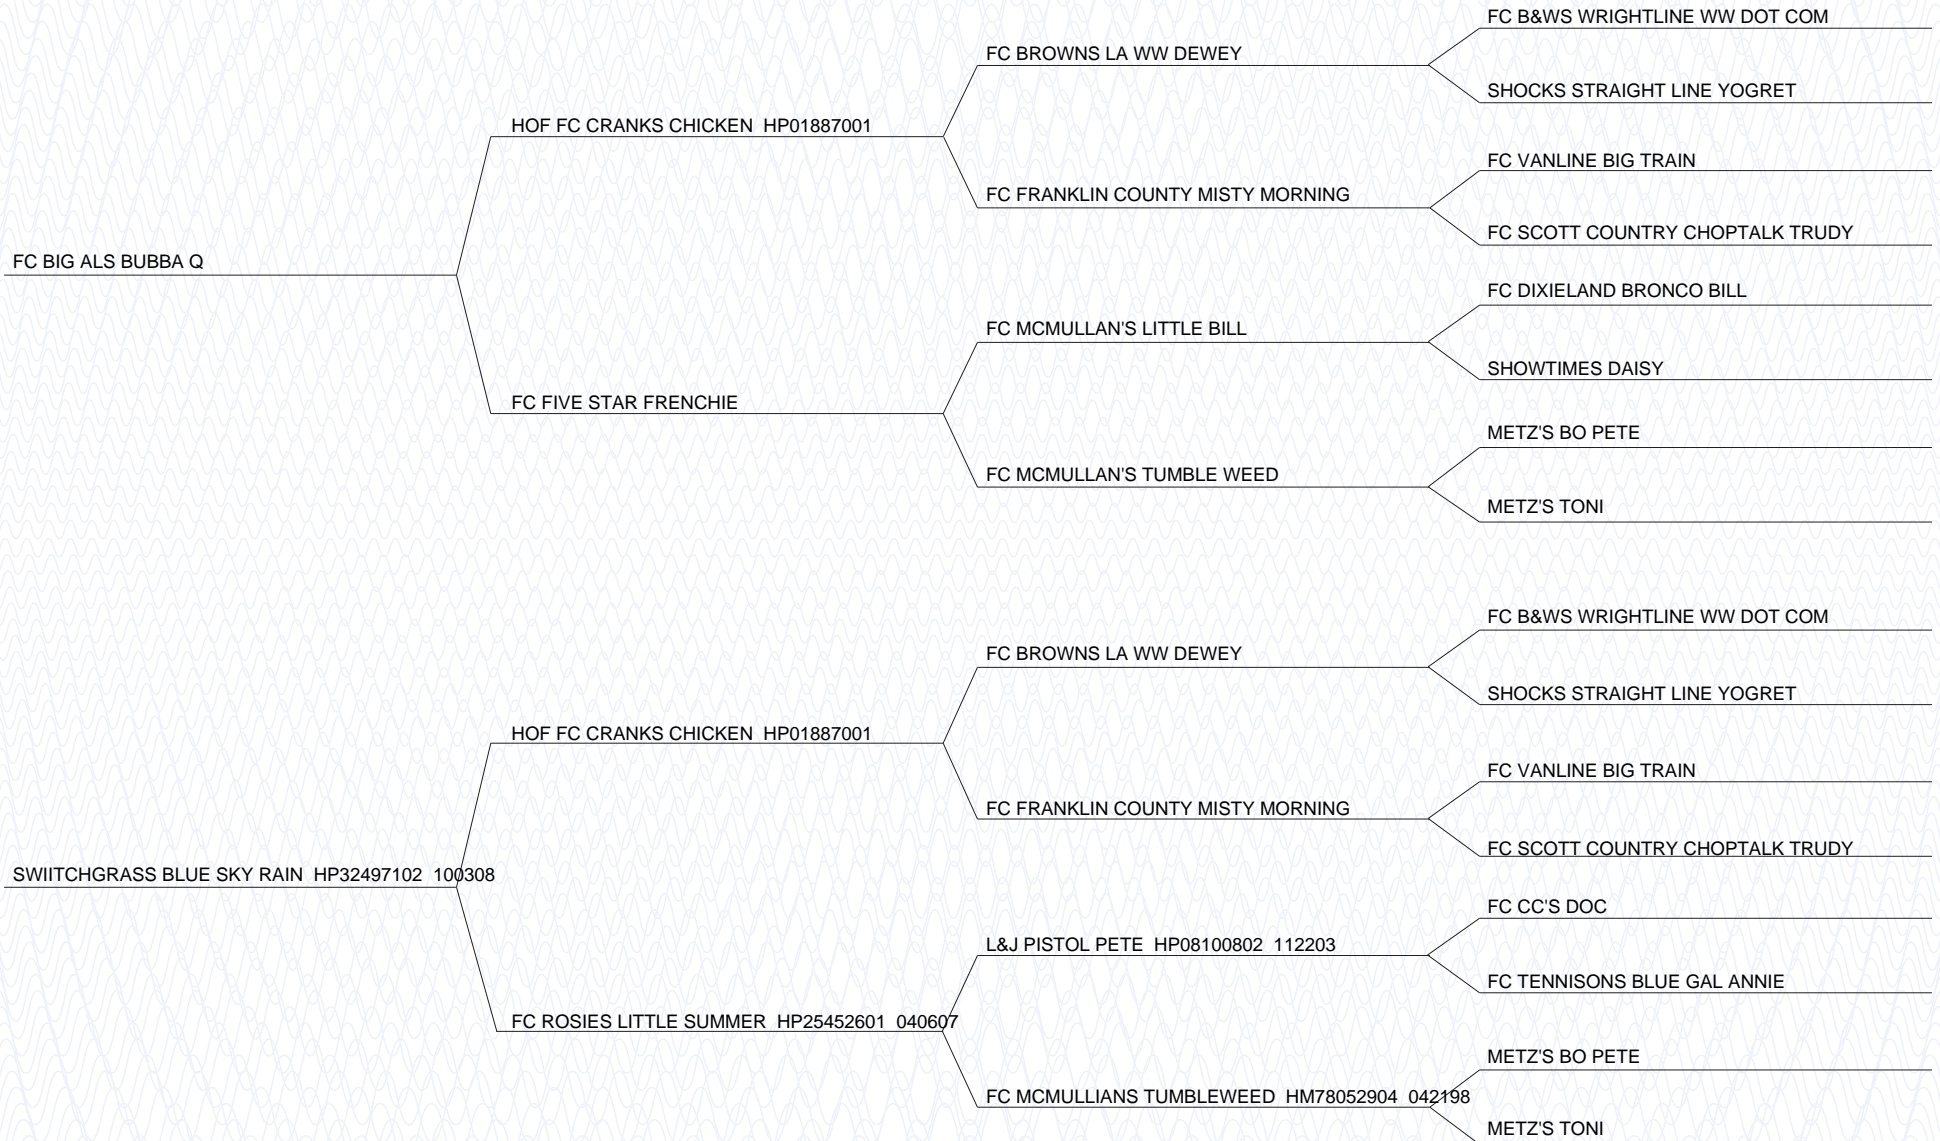 FC B&WS WRIGHTLINE WW DOT COM
FC BROWNS LA WW DEWEY
SHOCKS STRAIGHT LINE YOGRET
HOF FC CRANKS CHICKEN HP01887001
FC VANLINE BIG TRAIN
FC FRANKLIN COUNTY MISTY MORNING
FC SCOTT COUNTRY CHOPTALK TRUDY
FC BIG ALS BUBBA Q
FC DIXIELAND BRONCO BILL
FC MCMULLAN'S LITTLE BILL
SHOWTIMES DAISY
FC FIVE STAR FRENCHIE
METZ'S BO PETE
FC MCMULLAN'S TUMBLE WEED
METZ'S TONI
FC B&WS WRIGHTLINE WW DOT COM
FC BROWNS LA WW DEWEY
SHOCKS STRAIGHT LINE YOGRET
HOF FC CRANKS CHICKEN HP01887001
FC VANLINE BIG TRAIN
FC FRANKLIN COUNTY MISTY MORNING
FC SCOTT COUNTRY CHOPTALK TRUDY
SWIITCHGRASS BLUE SKY RAIN HP32497102 100308
FC CC'S DOC
L&J PISTOL PETE HP08100802 112203
FC TENNISONS BLUE GAL ANNIE
FC ROSIES LITTLE SUMMER HP25452601 040607
METZ'S BO PETE
FC MCMULLIANS TUMBLEWEED HM78052904 042198
METZ'S TONI